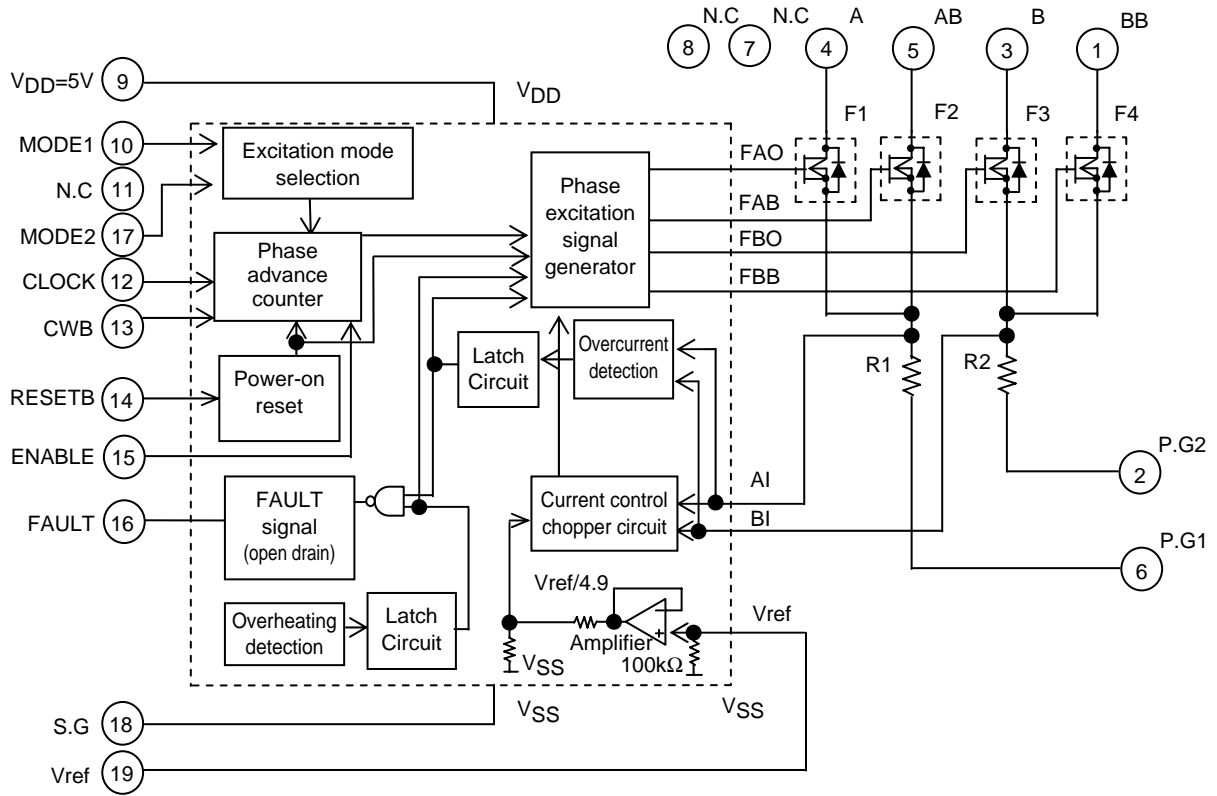 N.C N.C A AB B BB
8 7 4 5 3 1
VDD=5V 9
VDD
F1 F2 F3 F4
MODE1 10
Excitation mode
selection
N.C 11
MODE2 17
Phase
excitation
signal
generator
FAO
FAB
FBO
FBB
Phase
advance
counter
CLOCK 12
CWB 13
Latch
Circuit
Overcurrent
detection
R1 R2
Power-on
reset
RESETB 14
ENABLE 15
P.G2
2
FAULT 16
FAULT
signal
(open drain)
Current control
chopper circuit
AI
BI
P.G1
6
Vref/4.9
Overheating
detection
Latch
Circuit
Amplifier
+
Vref
VSS
100kΩ
VSS
VSS
S.G 18
Vref 19